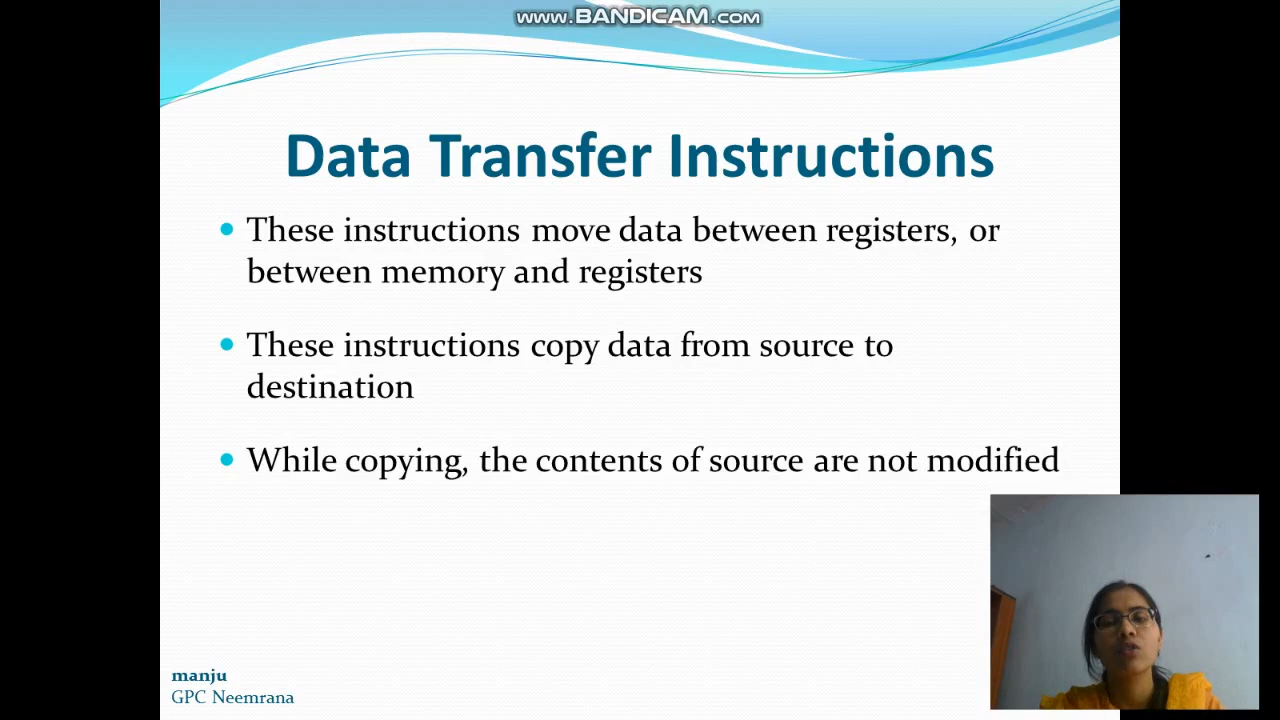 www.BANDICAM.com
Data Transfer Instructions
These instructions move data between registers, or
between memory and registers
These instructions copy data from source to
destination
While copying, the contents of source are not modified
manju
GPC Neemrana